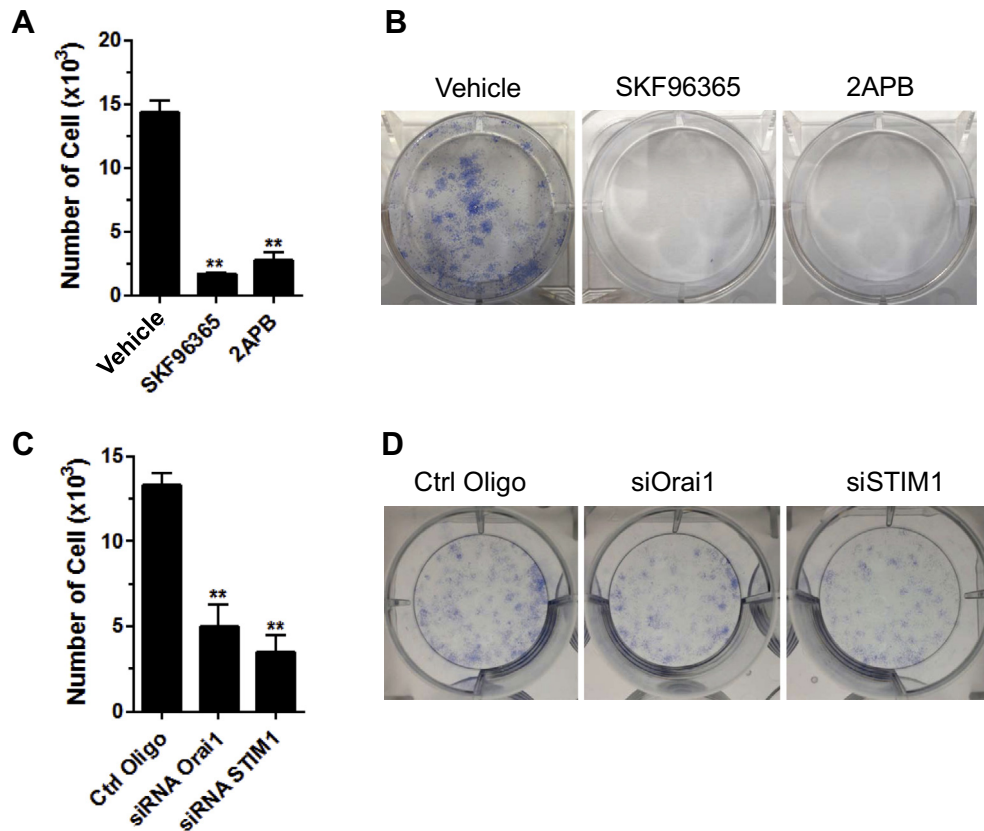 A
Number of Cell (x10³)
20
15
10
5
0
**
**
Vehicle
SKF96365
2APB
B
Vehicle
SKF96365
2APB
C
Number of Cell (x10³)
15
10
5
0
**
**
Ctrl Oligo
siRNA Orai1
siRNA STIM1
D
Ctrl Oligo
siOrai1
siSTIM1